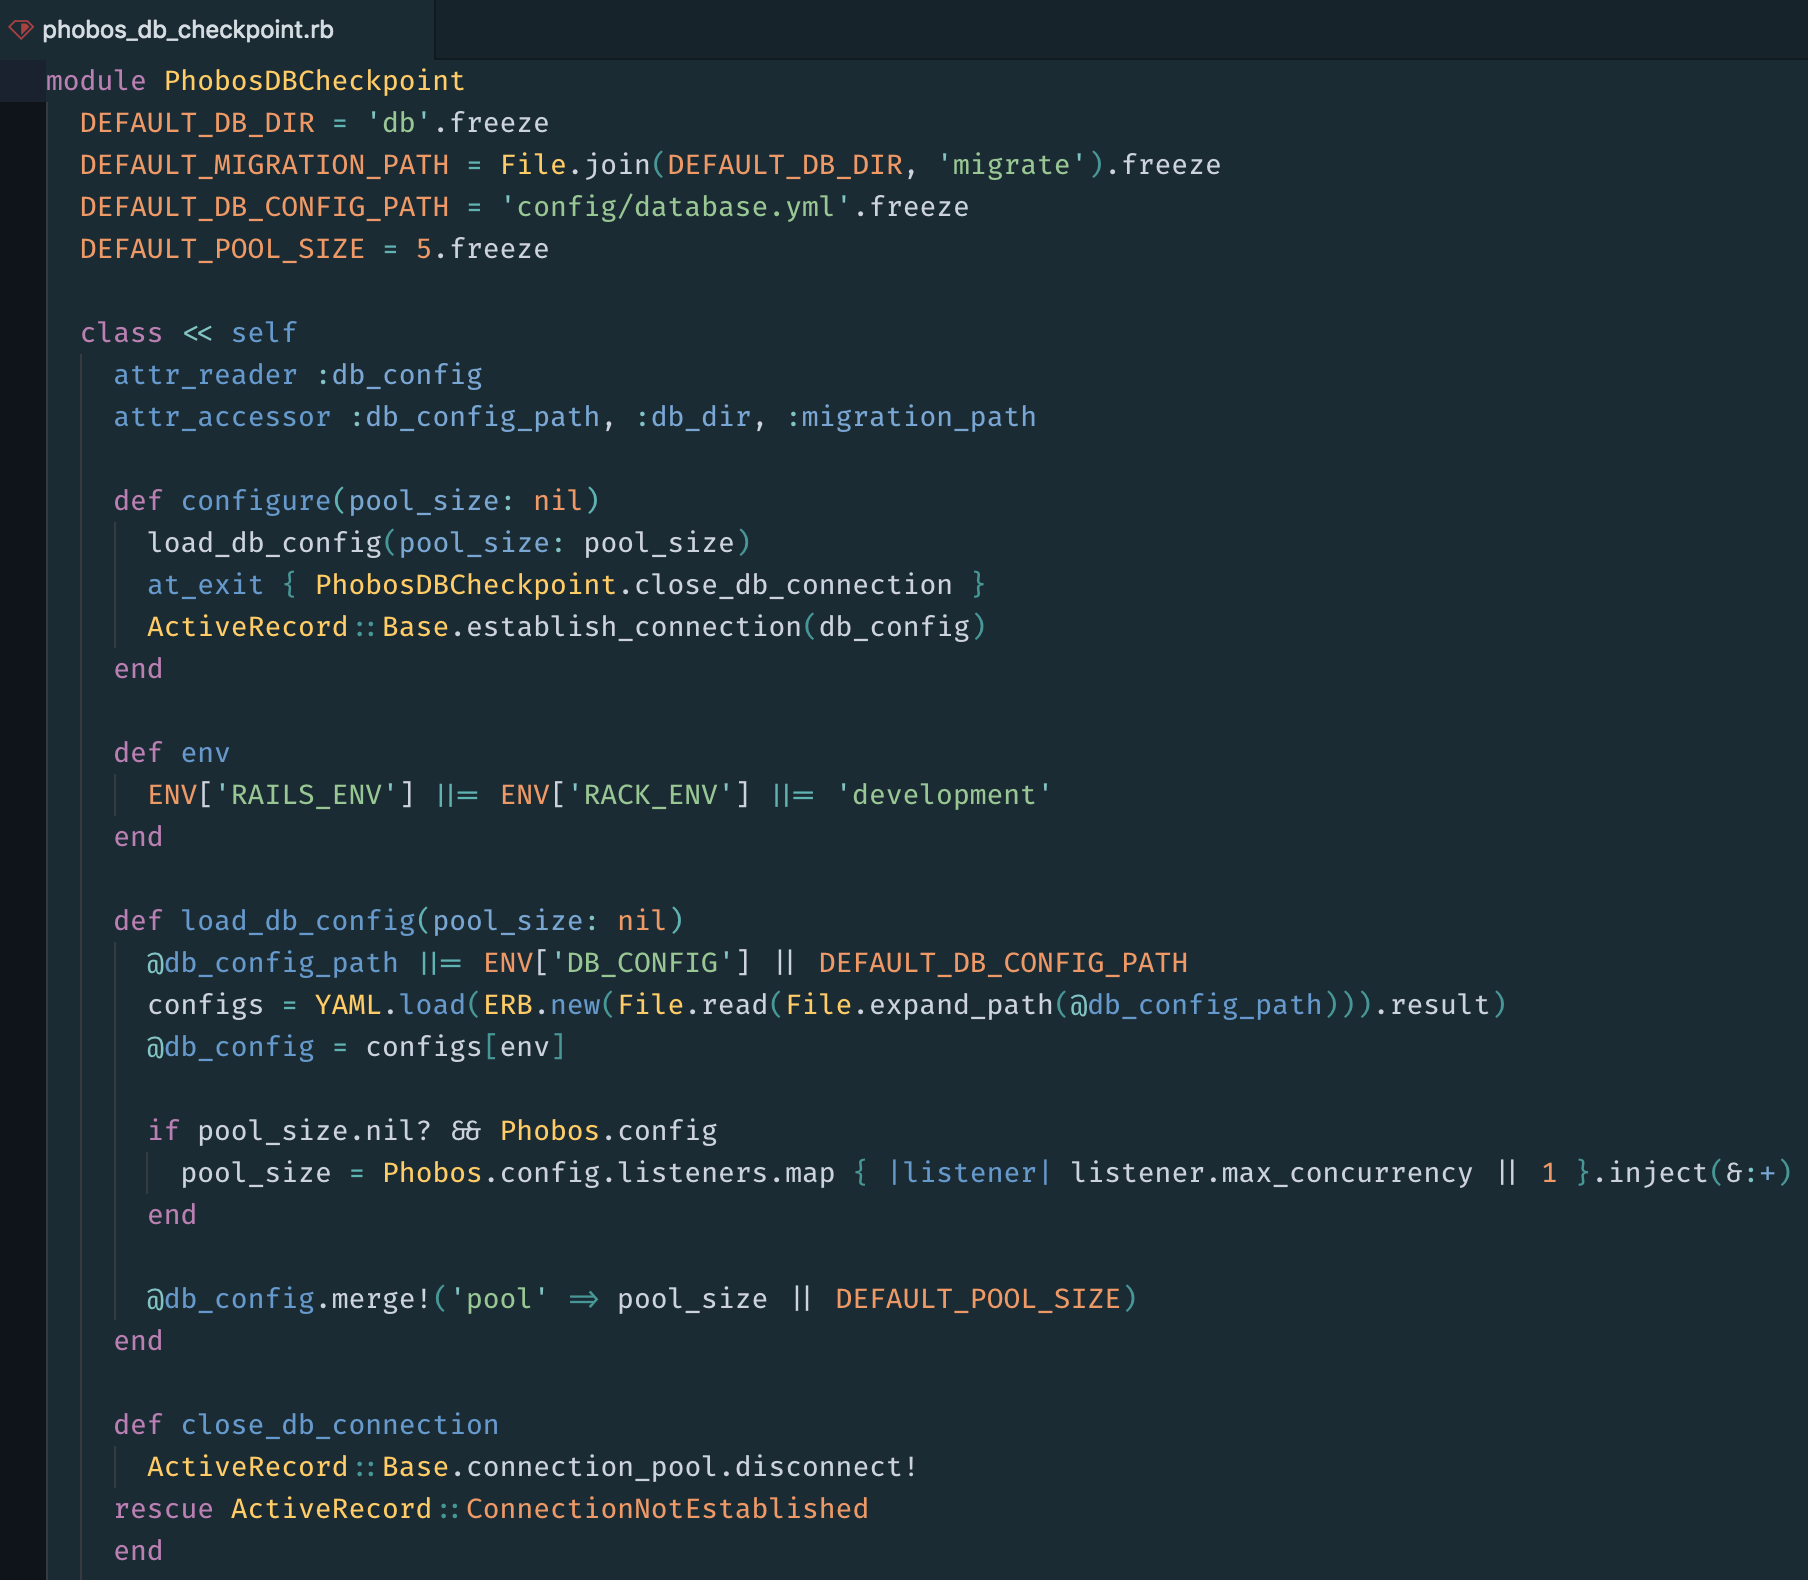 phobos_db_checkpoint.rb
module PhobosDBCheckpoint
  DEFAULT_DB_DIR = 'db'.freeze
  DEFAULT_MIGRATION_PATH = File.join(DEFAULT_DB_DIR, 'migrate').freeze
  DEFAULT_DB_CONFIG_PATH = 'config/database.yml'.freeze
  DEFAULT_POOL_SIZE = 5.freeze

  class << self
    attr_reader :db_config
    attr_accessor :db_config_path, :db_dir, :migration_path

    def configure(pool_size: nil)
      load_db_config(pool_size: pool_size)
      at_exit { PhobosDBCheckpoint.close_db_connection }
      ActiveRecord::Base.establish_connection(db_config)
    end

    def env
      ENV['RAILS_ENV'] ||= ENV['RACK_ENV'] ||= 'development'
    end

    def load_db_config(pool_size: nil)
      @db_config_path ||= ENV['DB_CONFIG'] || DEFAULT_DB_CONFIG_PATH
      configs = YAML.load(ERB.new(File.read(File.expand_path(@db_config_path))).result)
      @db_config = configs[env]

      if pool_size.nil? && Phobos.config
        pool_size = Phobos.config.listeners.map { |listener| listener.max_concurrency || 1 }.inject(&:+)
      end

      @db_config.merge!('pool' => pool_size || DEFAULT_POOL_SIZE)
    end

    def close_db_connection
      ActiveRecord::Base.connection_pool.disconnect!
    rescue ActiveRecord::ConnectionNotEstablished
    end